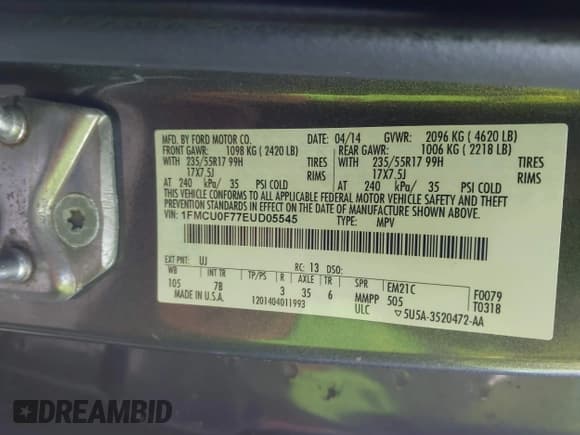 MFD. BY FORD MOTOR CO. DATE: 04/14 GVWR: 2096 KG ( 4620 LB)
FRONT GAWR: 1098 KG ( 2420 LB) REAR GAWR: 1006 KG ( 2218 LB)
WITH 235/55R17 99H TIRES WITH 235/55R17 99H TIRES
17X7.5J RIMS 17X7.5J RIMS
AT 240 kPa/ 35 PSI COLD AT 240 kPa/ 35 PSI COLD
THIS VEHICLE CONFORMS TO ALL APPLICABLE FEDERAL MOTOR VEHICLE SAFETY AND THEFT
PREVENTION STANDARDS IN EFFECT ON THE DATE OF MANUFACTURE SHOWN ABOVE.
VIN: 1FMCU0F77EUD05545 TYPE: MPV
EXT PNT: UJ RC: 13 DSO:
WB INT TR TP/PS R AXLE TR SPR EM21C F0079
105 7B 3 35 6 MMPP 505 T0318
MADE IN U.S.A. 1201404011993 ULC ▽5U5A-3520472-AA
DREAMBID